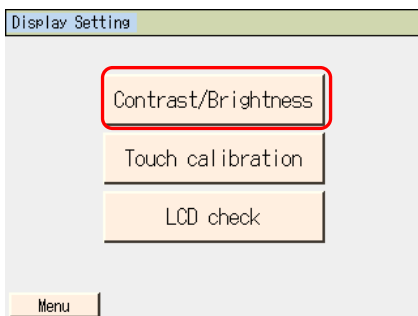 Display Setting
Contrast/Brightness
Touch calibration
LCD check
Menu